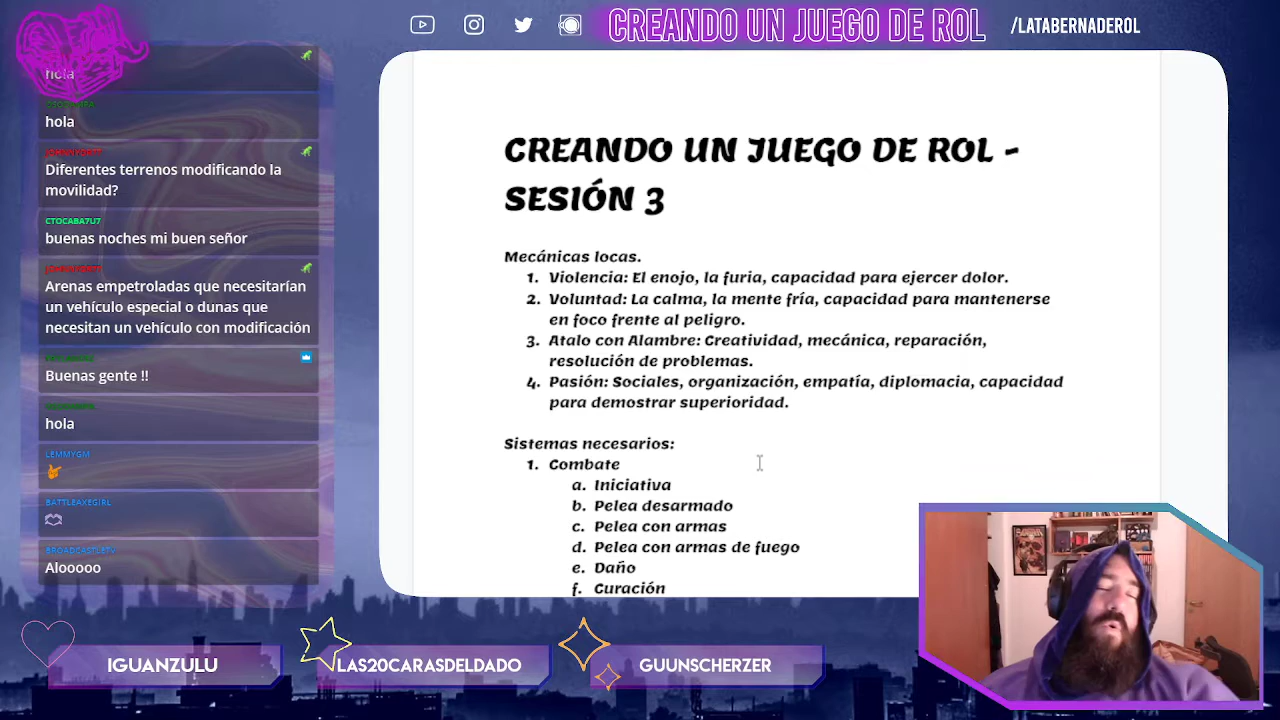 CREANDO UN JUEGO DE ROL
/LATABERNADEROL
hola
hola
Diferentes terrenos modificando la
movilidad?
CTOCABA7U7
buenas noches mi buen señor
Arenas empetroladas que necesitarían
un vehículo especial o dunas que
necesitan un vehículo con modificación
Buenas gente !!
hola
LEMMYGM
BATTLEAXEGIRL
BROADCASTLETV
Alooooo
CREANDO UN JUEGO DE ROL -
SESIÓN 3
Mecánicas locas.
1. Violencia: El enojo, la furia, capacidad para ejercer dolor.
2. Voluntad: La calma, la mente fría, capacidad para mantenerse
en foco frente al peligro.
3. Atalo con Alambre: Creatividad, mecánica, reparación,
resolución de problemas.
4. Pasión: Sociales, organización, empatía, diplomacia, capacidad
para demostrar superioridad.
Sistemas necesarios:
1. Combate
a. Iniciativa
b. Pelea desarmado
c. Pelea con armas
d. Pelea con armas de fuego
e. Daño
f. Curación
IGUANZULU
LAS20CARASDELDADO
GUUNSCHERZER